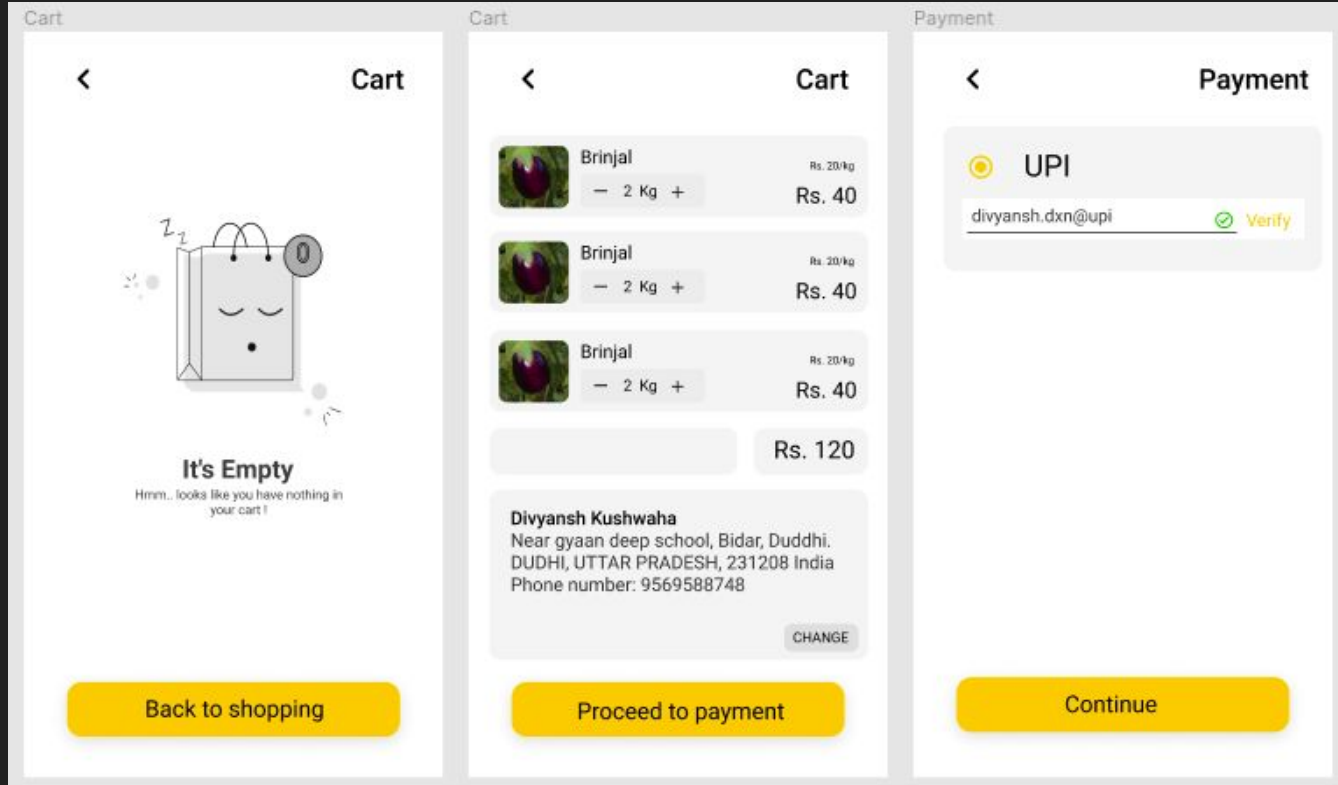 Cart
Cart
It's Empty
Hmm.. looks like you have nothing in
your cart !
Back to shopping
Cart
Cart
Brinjal
Rs. 20/kg
— 2 Kg +
Rs. 40
Brinjal
Rs. 20/kg
— 2 Kg +
Rs. 40
Brinjal
Rs. 20/kg
— 2 Kg +
Rs. 40
Rs. 120
Divyansh Kushwaha
Near gyaan deep school, Bidar, Duddhi.
DUDHI, UTTAR PRADESH, 231208 India
Phone number: 9569588748
CHANGE
Proceed to payment
Payment
Payment
UPI
divyansh.dxn@upi
Verify
Continue
z z
0